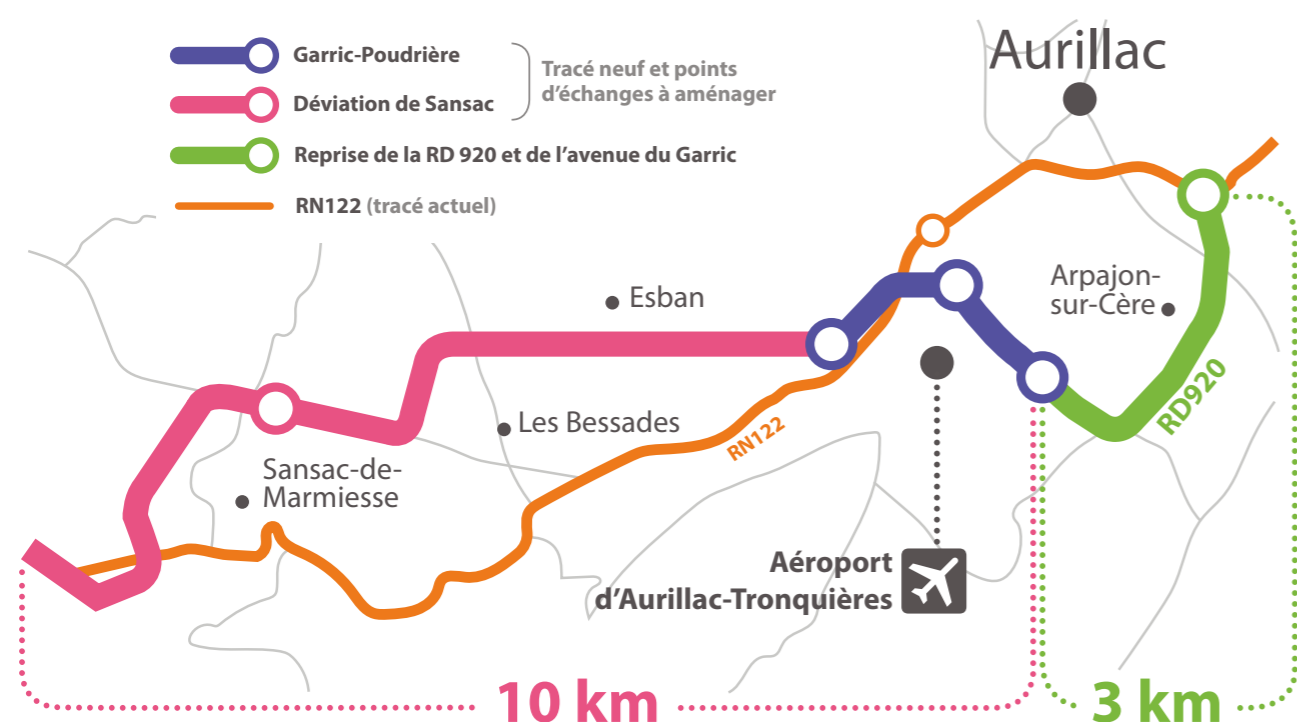 Garric-Poudrière
Déviation de Sansac
Tracé neuf et points
d’échanges à aménager
Reprise de la RD 920 et de l’avenue du Garric
RN122 (tracé actuel)
Aurillac
Esban
Arpajon-
sur-Cère
Les Bessades
RN122
RD920
Sansac-de-
Marmiesse
Aéroport
d’Aurillac-Tronquières
10 km
3 km